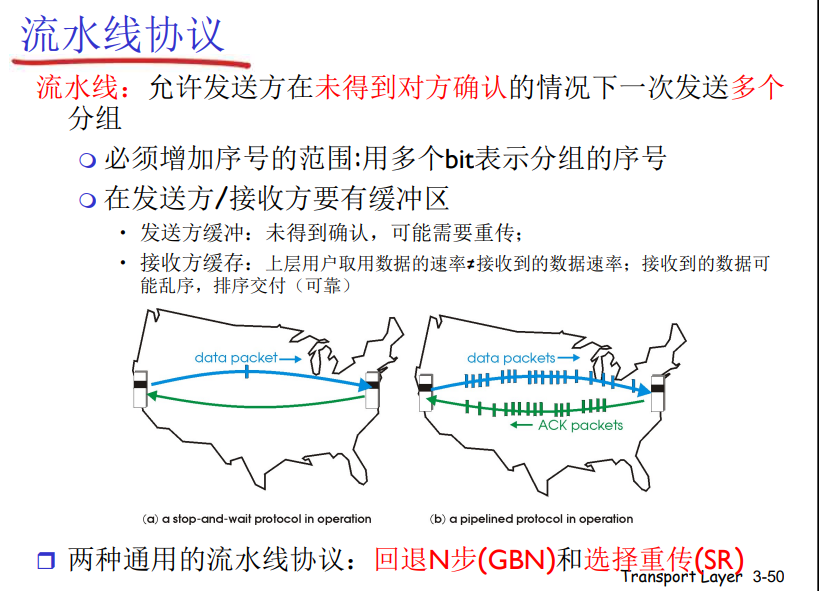 流水线协议
流水线：允许发送方在未得到对方确认的情况下一次发送多个
分组
必须增加序号的范围:用多个bit表示分组的序号
在发送方/接收方要有缓冲区
• 发送方缓冲：未得到确认，可能需要重传；
• 接收方缓存：上层用户取用数据的速率≠接收到的数据速率；接收到的数据可
能乱序，排序交付（可靠）
data packet
data packets
ACK packets
(a) a stop-and-wait protocol in operation
(b) a pipelined protocol in operation
两种通用的流水线协议：回退N步(GBN)和选择重传(SR)
Transport Layer 3-50